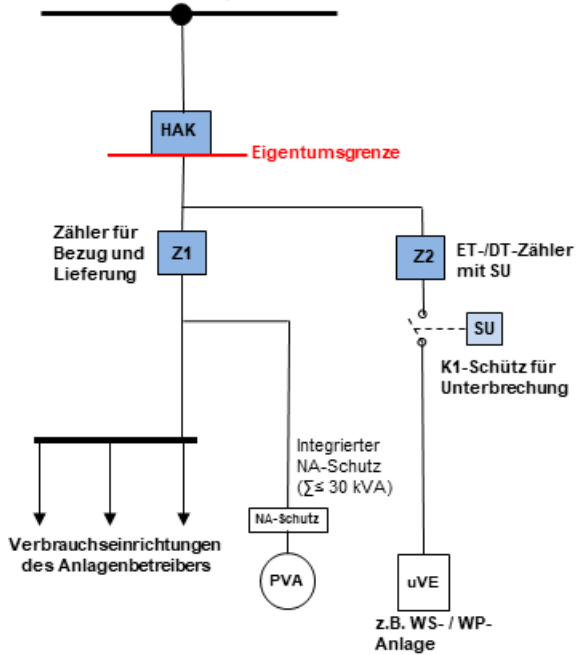 HAK
Eigentumsgrenze
Zähler für
Bezug und
Lieferung
Z1
Z2
ET-/DT-Zähler
mit SU
SU
K1-Schütz für
Unterbrechung
Integrierter
NA-Schutz
(∑≤ 30 kVA)
NA-Schutz
Verbrauchseinrichtungen
des Anlagenbetreibers
PVA
uVE
z.B. WS- / WP-
Anlage